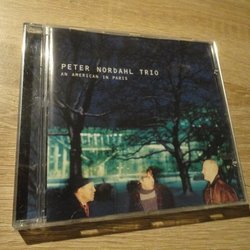 PETER NORDAHL TRIO
AN AMERICAN IN PARIS